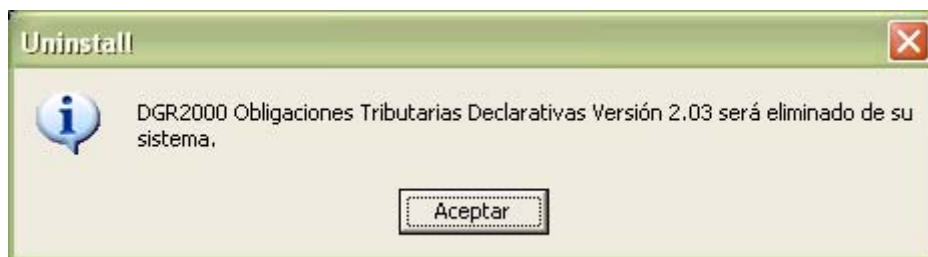 Uninstall
DGR2000 Obligaciones Tributarias Declarativas Versión 2.03 será eliminado de su
sistema.
Aceptar